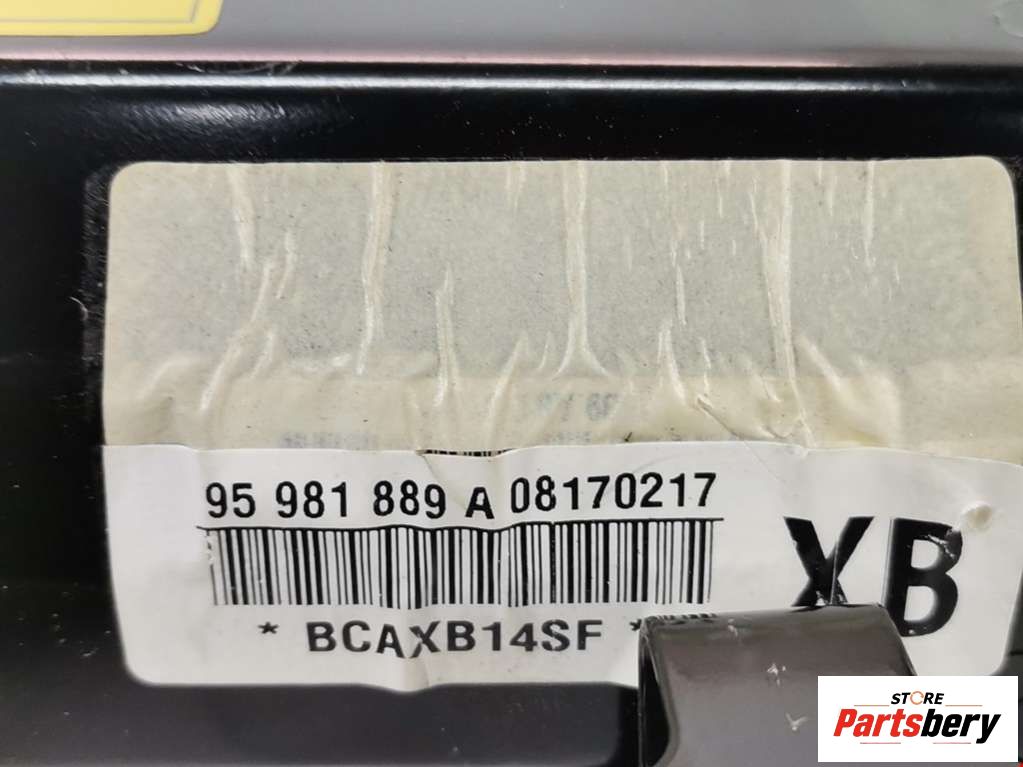 95 981 889 A 08170217
XB
* BCAXB14SF *
STORE
Partsbery